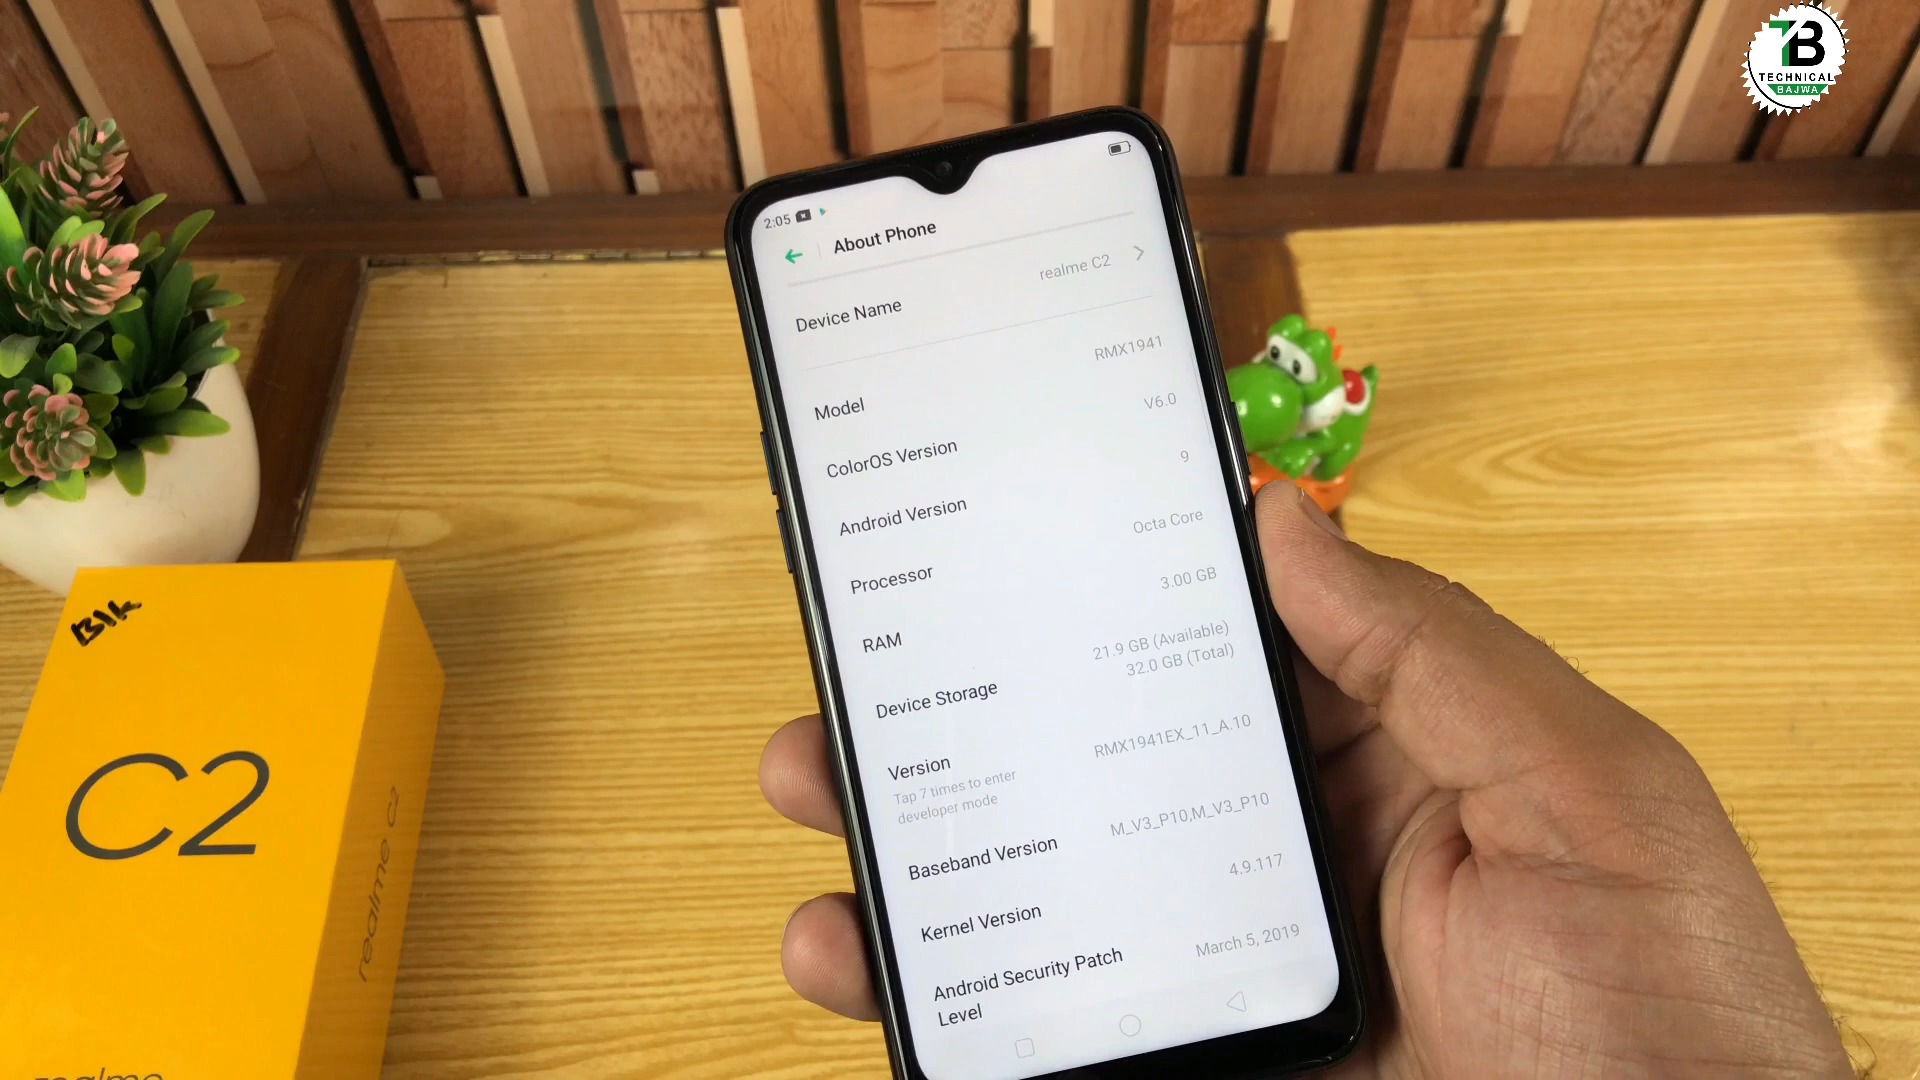 TB
TECHNICAL
BAJWA
2:05
About Phone
Device Name realme C2
Model RMX1941
ColorOS Version V6.0
Android Version 9
Processor Octa Core
RAM 3.00 GB
Device Storage 21.9 GB (Available)
32.0 GB (Total)
Version RMX1941EX_11_A.10
Tap 7 times to enter
developer mode
Baseband Version M_V3_P10,M_V3_P10
Kernel Version 4.9.117
Android Security Patch
Level March 5, 2019
Blk
C2
realme C2
realme